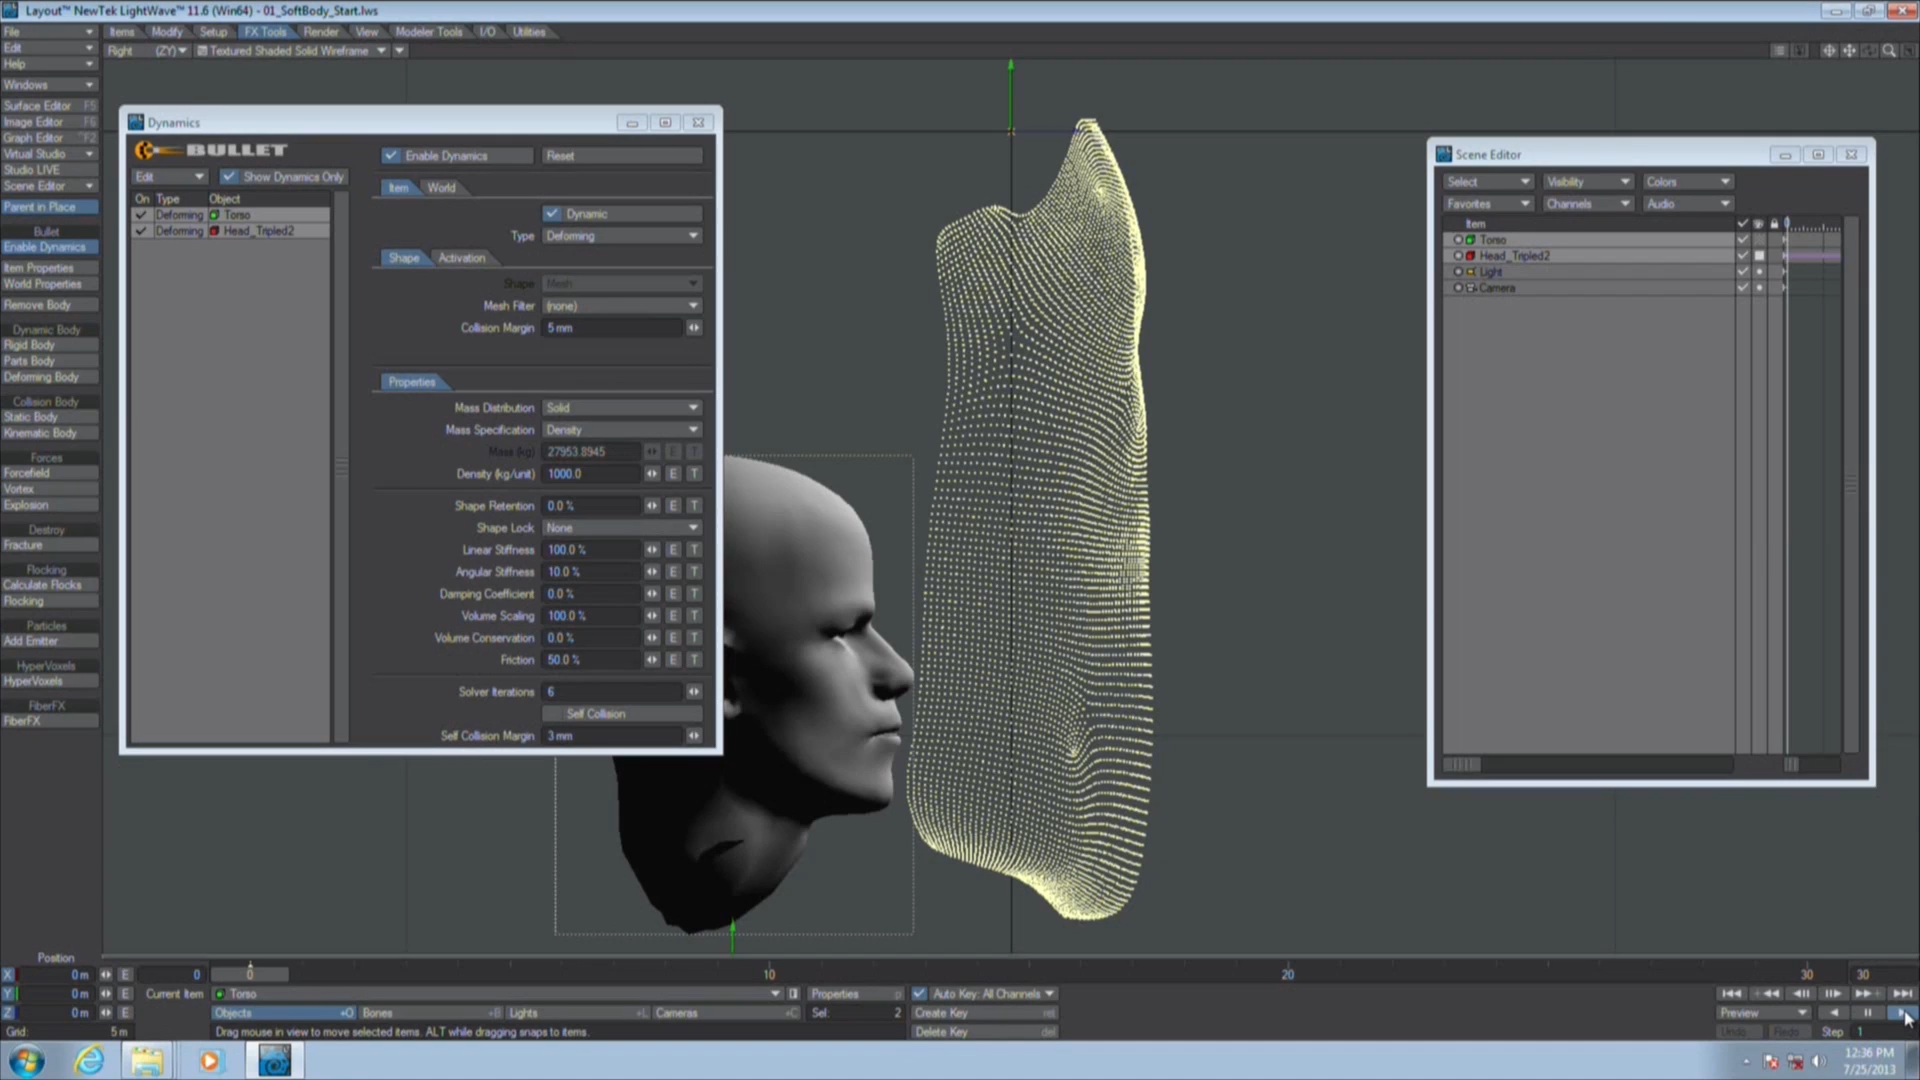 Layout™ NewTek LightWave™ 11.6 (Win64) - 01_SoftBody_Start.lws
File
Items Modify Setup FX Tools Render View Modeler Tools I/O Utilities
Edit
Right (ZY) Textured Shaded Solid Wireframe
Help
Windows
Surface Editor F5
Image Editor F6
Graph Editor ^F2
Virtual Studio
Studio LIVE
Scene Editor
Parent in Place
Bullet
Enable Dynamics
Item Properties
World Properties
Remove Body
Dynamic Body
Rigid Body
Parts Body
Deforming Body
Collision Body
Static Body
Kinematic Body
Forces
Forcefield
Vortex
Explosion
Destroy
Fracture
Flocking
Calculate Flocks
Flocking
Particles
Add Emitter
HyperVoxels
HyperVoxels
FiberFX
FiberFX
Dynamics
BULLET
Enable Dynamics Reset
Edit Show Dynamics Only
Item World
On Type Object
Deforming Torso
Deforming Head_Tripled2
Dynamic
Type Deforming
Shape Activation
Shape Mesh
Mesh Filter (none)
Collision Margin 5 mm
Properties
Mass Distribution Solid
Mass Specification Density
Mass (kg) 27953.8945 E T
Density (kg/unit) 1000.0 E T
Shape Retention 0.0 % E T
Shape Lock None
Linear Stiffness 100.0 % E T
Angular Stiffness 10.0 % E T
Damping Coefficient 0.0 % E T
Volume Scaling 100.0 % E T
Volume Conservation 0.0 % E T
Friction 50.0 % E T
Solver Iterations 6
Self Collision
Self Collision Margin 3 mm
Scene Editor
Select Visibility Colors
Favorites Channels Audio
Item
Torso
Head_Tripled2
Light
Camera
Position
X 0 m E 0 0 10 20 30 30
Y 0 m E Current Item Torso Properties p Auto Key: All Channels
Z 0 m E Objects +O Bones +B Lights +L Cameras +C Sel: 2 Create Key ret Preview
Grid: 5 m Drag mouse in view to move selected items. ALT while dragging snaps to items. Delete Key del Undo Redo Step 1
12:36 PM
7/25/2013